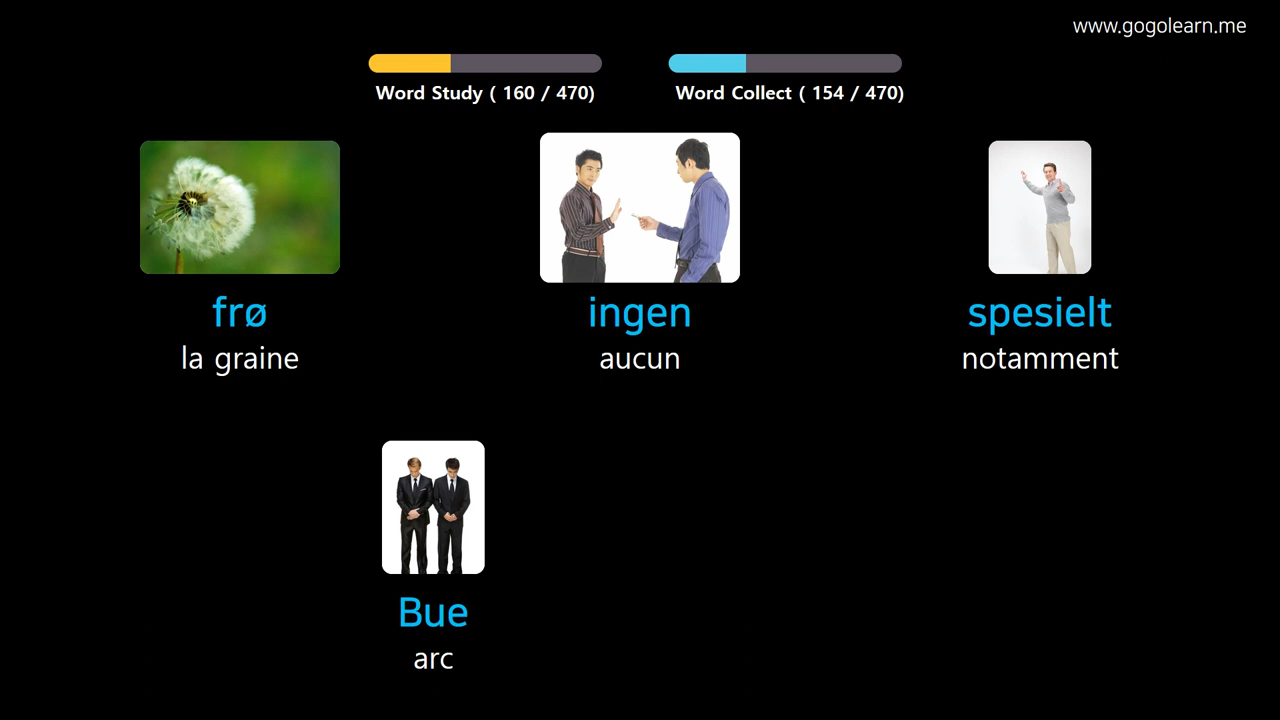 www.gogolearn.me
Word Study ( 160 / 470)
Word Collect ( 154 / 470)
frø
la graine
ingen
aucun
spesielt
notamment
Bue
arc